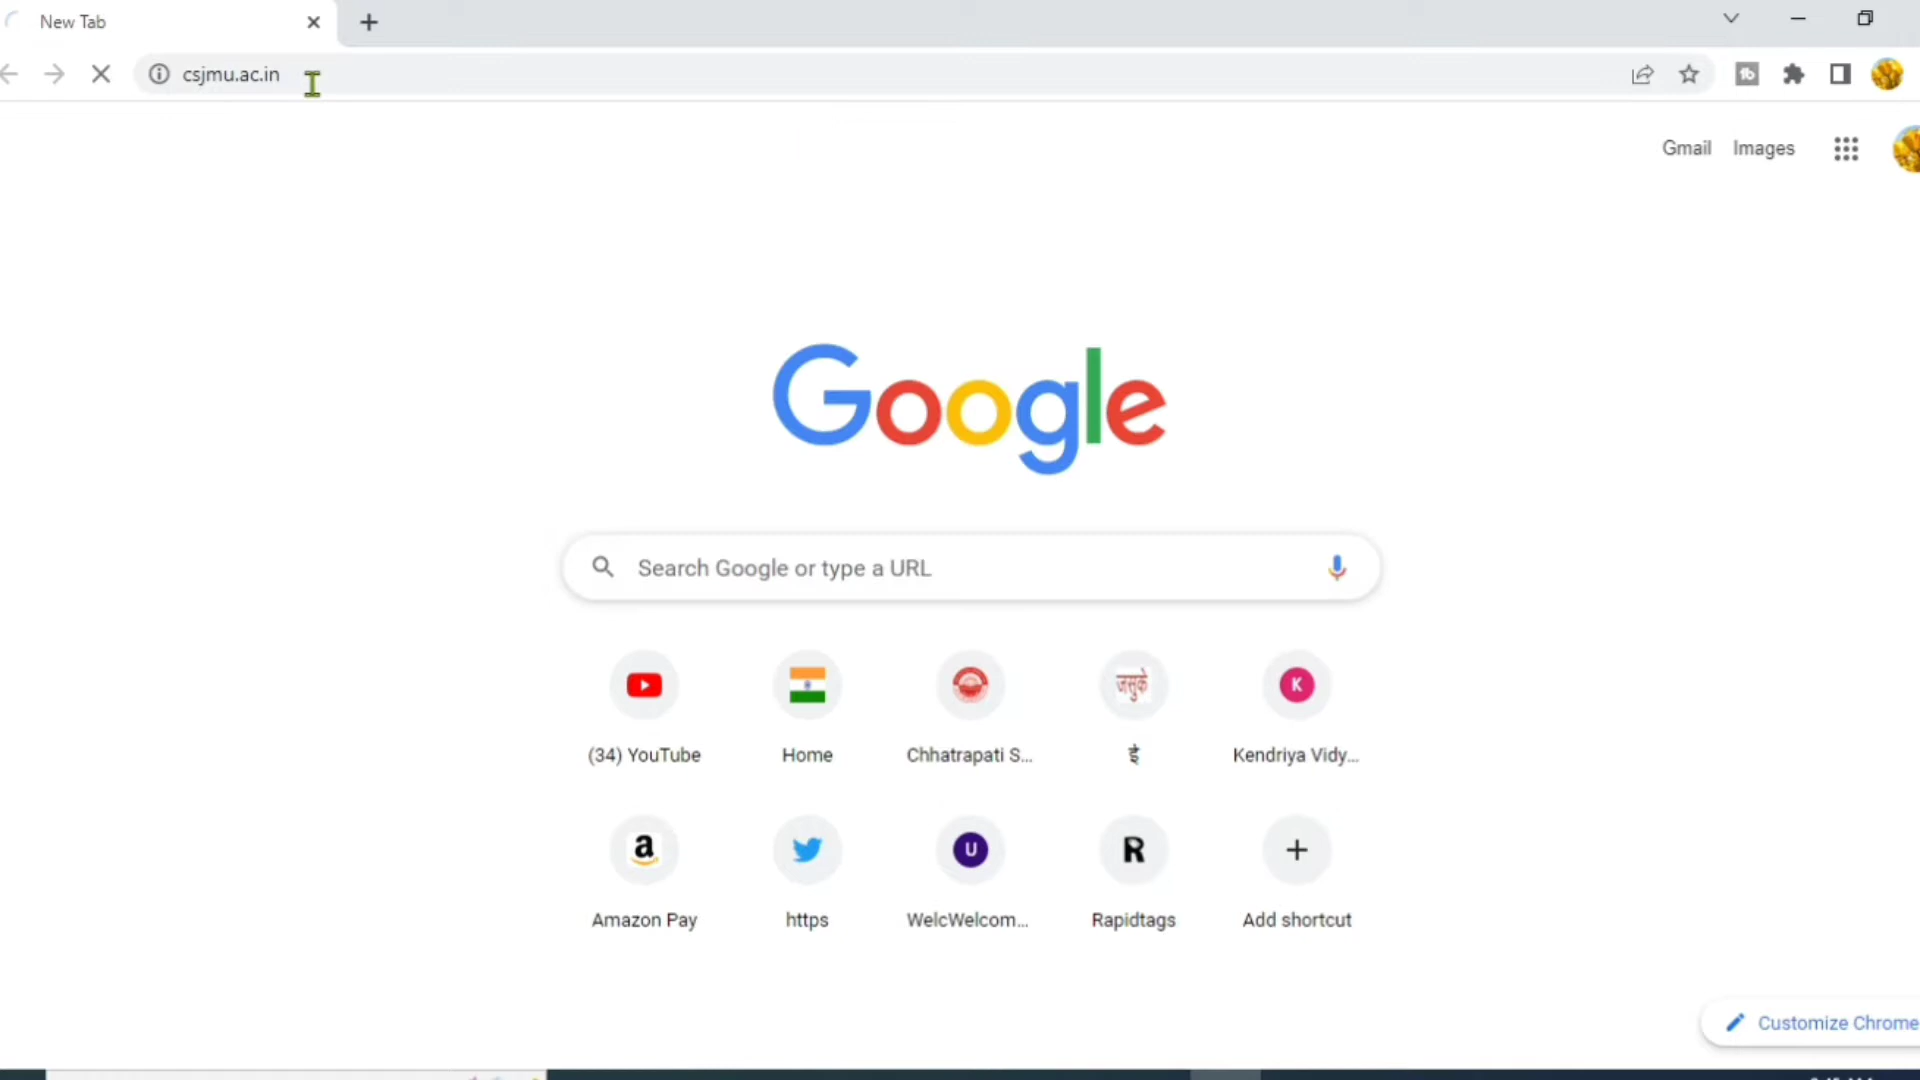 New Tab
csjmu.ac.in
Gmail Images
Google
Search Google or type a URL
जसुके
K
(34) YouTube Home Chhatrapati S... ई Kendriya Vidy...
a U R
Amazon Pay https WelcWelcom... Rapidtags Add shortcut
Customize Chrome